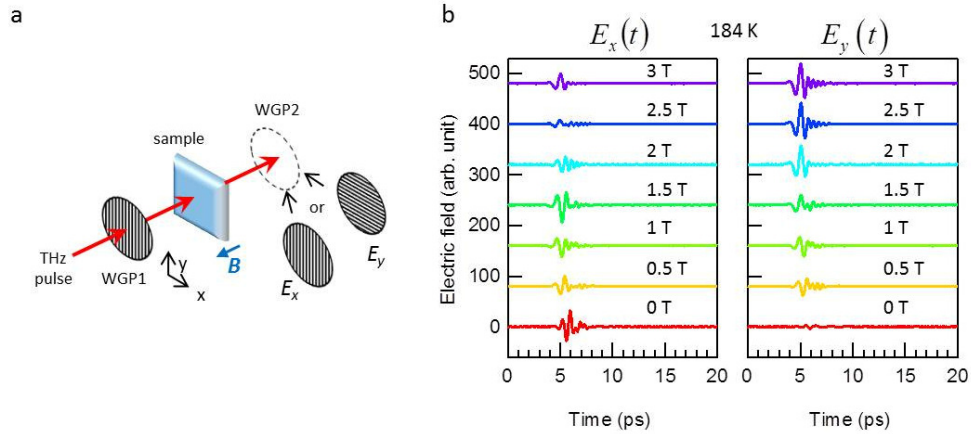 a
WGP2
sample
or
THz
pulse
WGP1
y
x
B
E_x
E_y
b
E_x(t)
184 K
E_y(t)
Electric field (arb. unit)
500
400
300
200
100
0
3 T
2.5 T
2 T
1.5 T
1 T
0.5 T
0 T
3 T
2.5 T
2 T
1.5 T
1 T
0.5 T
0 T
0 5 10 15 20
0 5 10 15 20
Time (ps)
Time (ps)